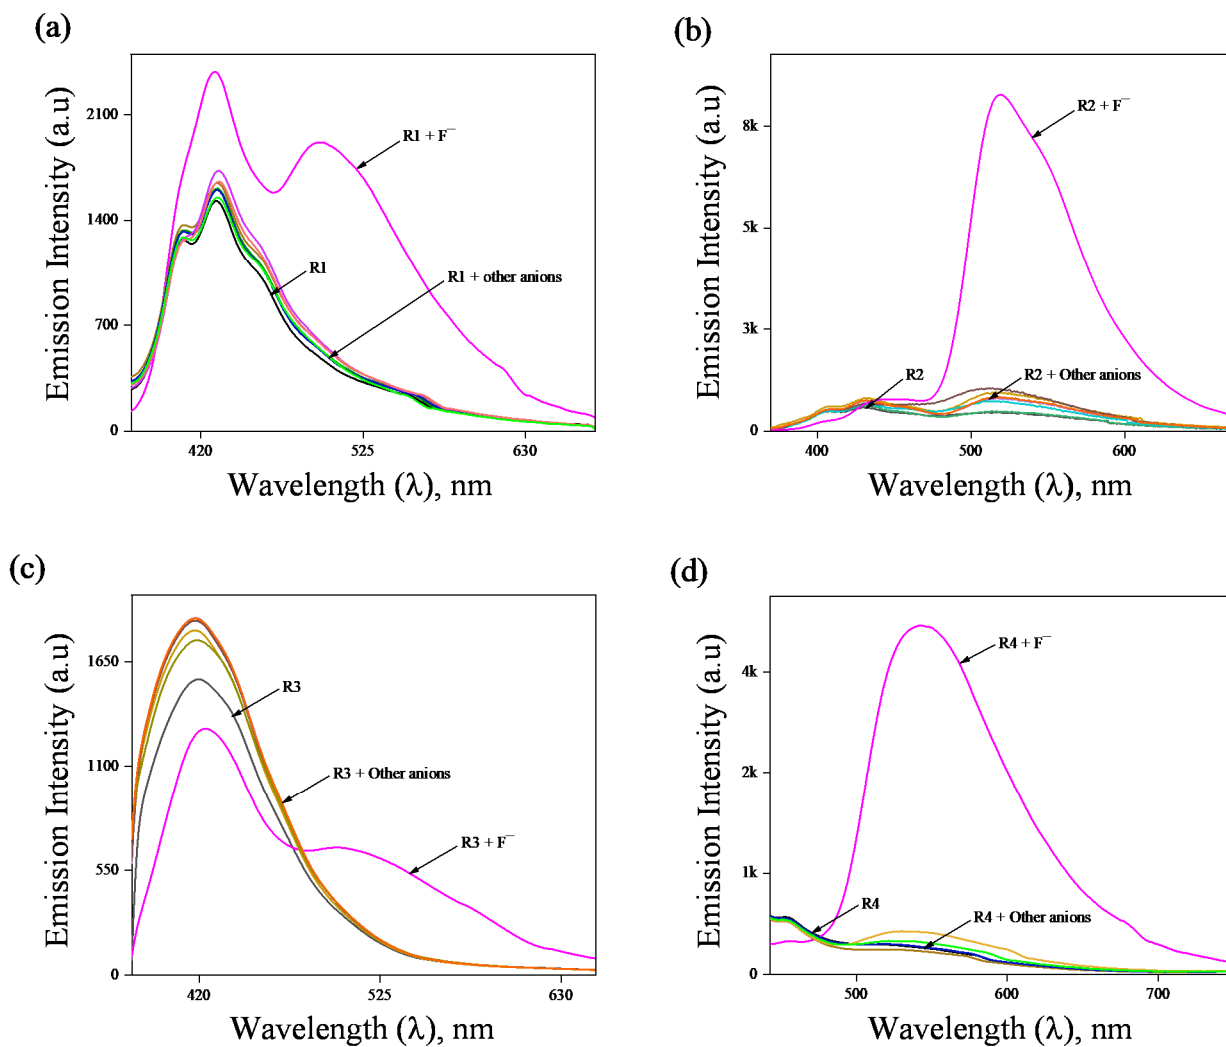 (a)
Emission Intensity (a.u)
2100
1400
700
0
R1 + F⁻
R1
R1 + other anions
420
525
630
Wavelength (λ), nm
(b)
Emission Intensity (a.u)
8k
5k
3k
0
R2 + F⁻
R2
R2 + Other anions
400
500
600
Wavelength (λ), nm
(c)
Emission Intensity (a.u)
1650
1100
550
0
R3
R3 + Other anions
R3 + F⁻
420
525
630
Wavelength (λ), nm
(d)
Emission Intensity (a.u)
4k
2k
1k
0
R4 + F⁻
R4
R4 + Other anions
500
600
700
Wavelength (λ), nm